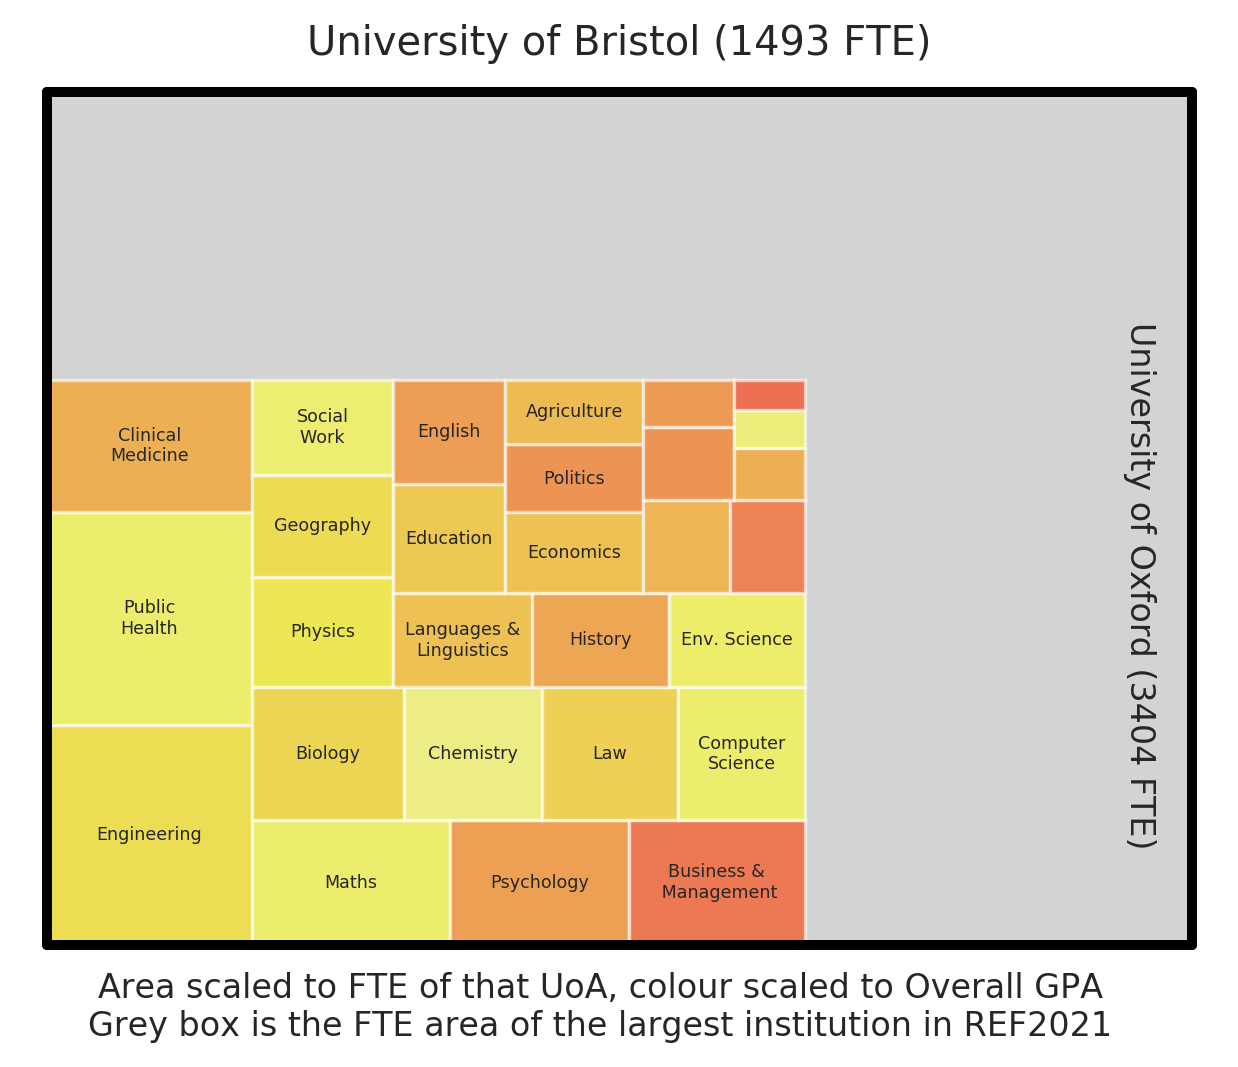 University of Bristol (1493 FTE)
Clinical
Medicine
Public
Health
Engineering
Social
Work
Geography
Physics
English
Education
Agriculture
Politics
Economics
Languages &
Linguistics
History
Env. Science
Biology
Chemistry
Law
Computer
Science
Maths
Psychology
Business &
Management
University of Oxford (3404 FTE)
Area scaled to FTE of that UoA, colour scaled to Overall GPA
Grey box is the FTE area of the largest institution in REF2021